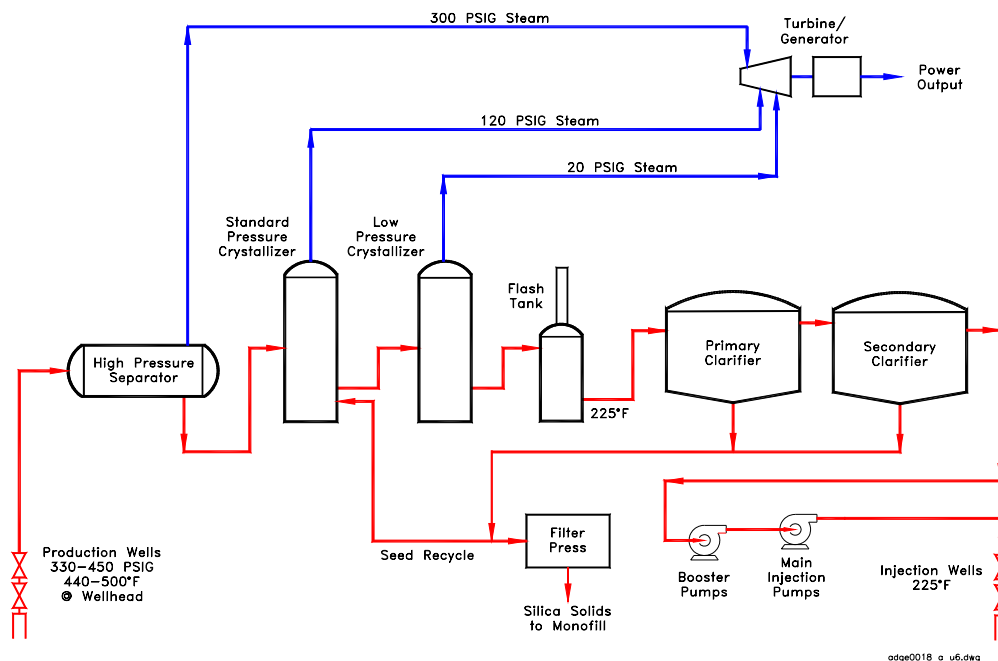 300 PSIG Steam
Turbine/
Generator
Power
Output
120 PSIG Steam
20 PSIG Steam
Standard
Pressure
Crystallizer
Low
Pressure
Crystallizer
Flash
Tank
High Pressure
Separator
Primary
Clarifier
Secondary
Clarifier
225°F
Production Wells
330-450 PSIG
440-500°F
@ Wellhead
Seed Recycle
Filter
Press
Silica Solids
to Monofill
Booster
Pumps
Main
Injection
Pumps
Injection Wells
225°F
adge0018 a u6.dwg